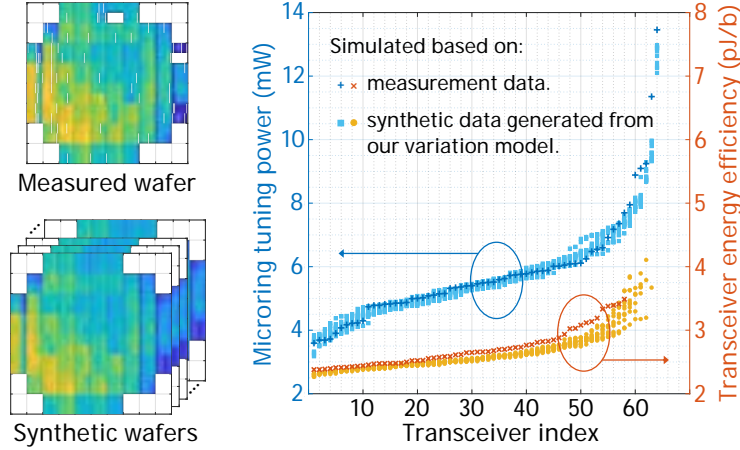 Measured wafer
Synthetic wafers
Microring tuning power (mW)
14
12
10
8
6
4
2
Simulated based on:
measurement data.
synthetic data generated from
our variation model.
8
7
6
5
4
3
2
Transceiver energy efficiency (pJ/b)
10
20
30
40
50
60
Transceiver index